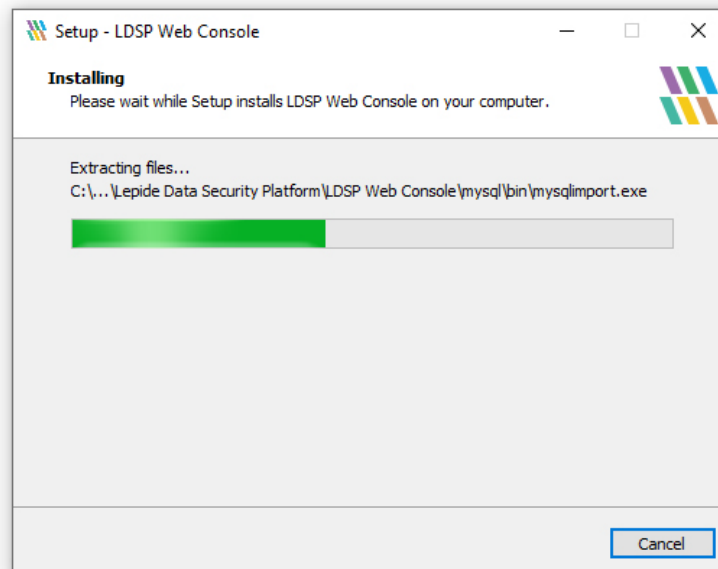 Setup - LDSP Web Console
Installing
Please wait while Setup installs LDSP Web Console on your computer.
Extracting files...
C:\...\Lepide Data Security Platform\LDSP Web Console\mysql\bin\mysqlimport.exe
Cancel